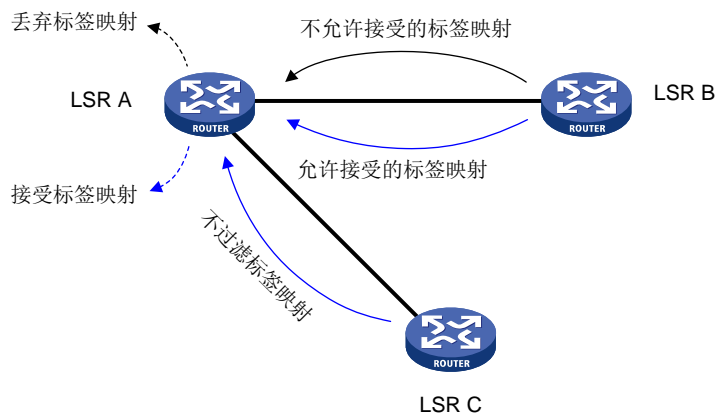 丢弃标签映射
不允许接受的标签映射
LSR A
ROUTER
LSR B
ROUTER
允许接受的标签映射
接受标签映射
不过滤标签映射
ROUTER
LSR C